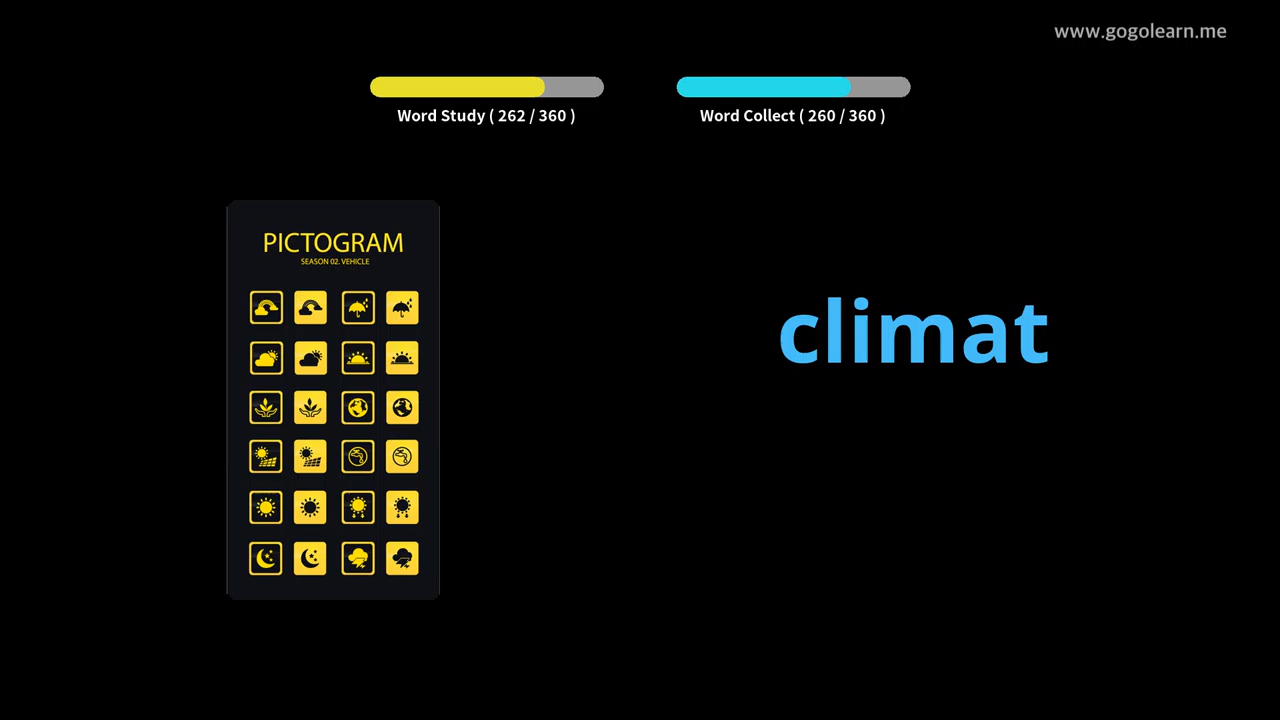 www.gogolearn.me
Word Study ( 262 / 360 )
Word Collect ( 260 / 360 )
PICTOGRAM
SEASON 02. VEHICLE
climat